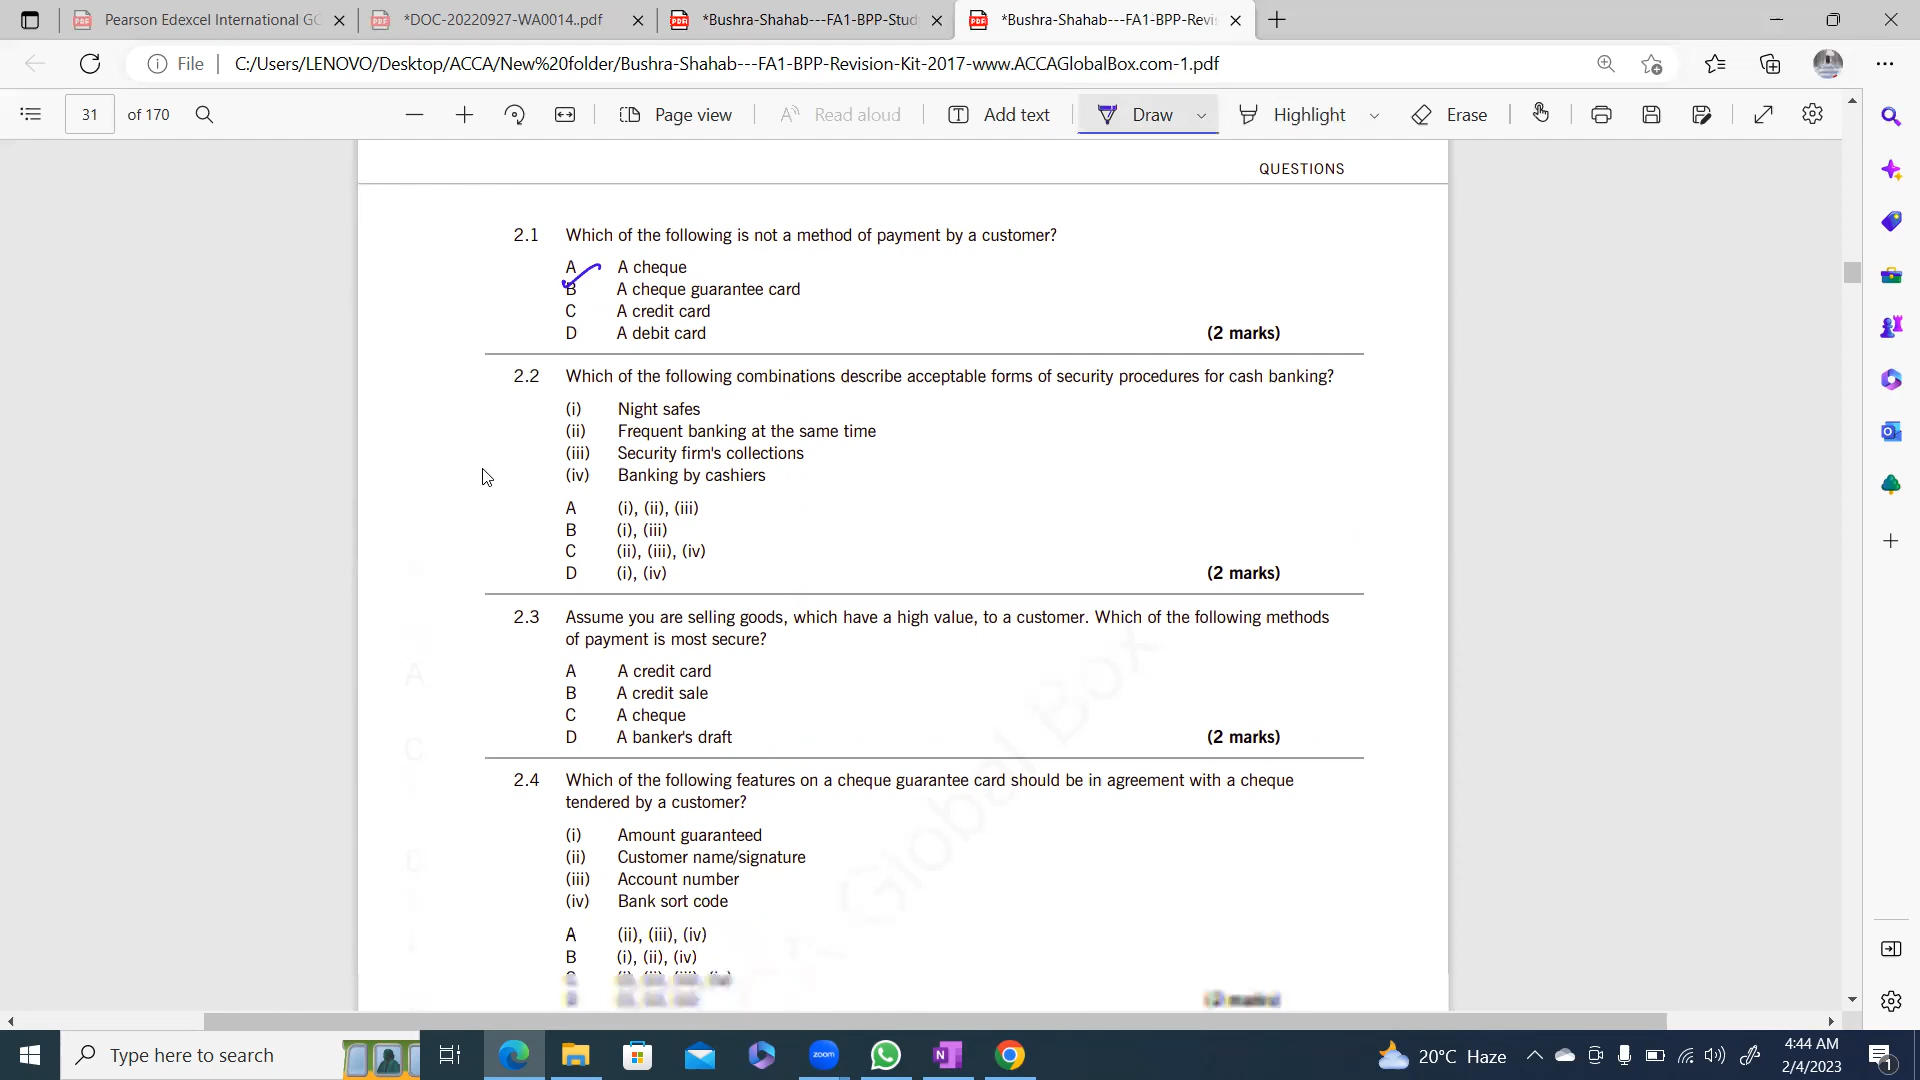 Pearson Edexcel International GC
*DOC-20220927-WA0014..pdf
*Bushra-Shahab---FA1-BPP-Stud
*Bushra-Shahab---FA1-BPP-Revis
File
C:/Users/LENOVO/Desktop/ACCA/New%20folder/Bushra-Shahab---FA1-BPP-Revision-Kit-2017-www.ACCAGlobalBox.com-1.pdf
31 of 170
Page view
Read aloud
Add text
Draw
Highlight
Erase
QUESTIONS
2.1 Which of the following is not a method of payment by a customer?
A A cheque
B A cheque guarantee card
C A credit card
D A debit card (2 marks)
2.2 Which of the following combinations describe acceptable forms of security procedures for cash banking?
(i) Night safes
(ii) Frequent banking at the same time
(iii) Security firm's collections
(iv) Banking by cashiers
A (i), (ii), (iii)
B (i), (iii)
C (ii), (iii), (iv)
D (i), (iv) (2 marks)
2.3 Assume you are selling goods, which have a high value, to a customer. Which of the following methods
of payment is most secure?
A A credit card
B A credit sale
C A cheque
D A banker's draft (2 marks)
2.4 Which of the following features on a cheque guarantee card should be in agreement with a cheque
tendered by a customer?
(i) Amount guaranteed
(ii) Customer name/signature
(iii) Account number
(iv) Bank sort code
A (ii), (iii), (iv)
B (i), (ii), (iv)
(2 marks)
Global Box
Type here to search
zoom
20°C Haze
4:44 AM
2/4/2023
1